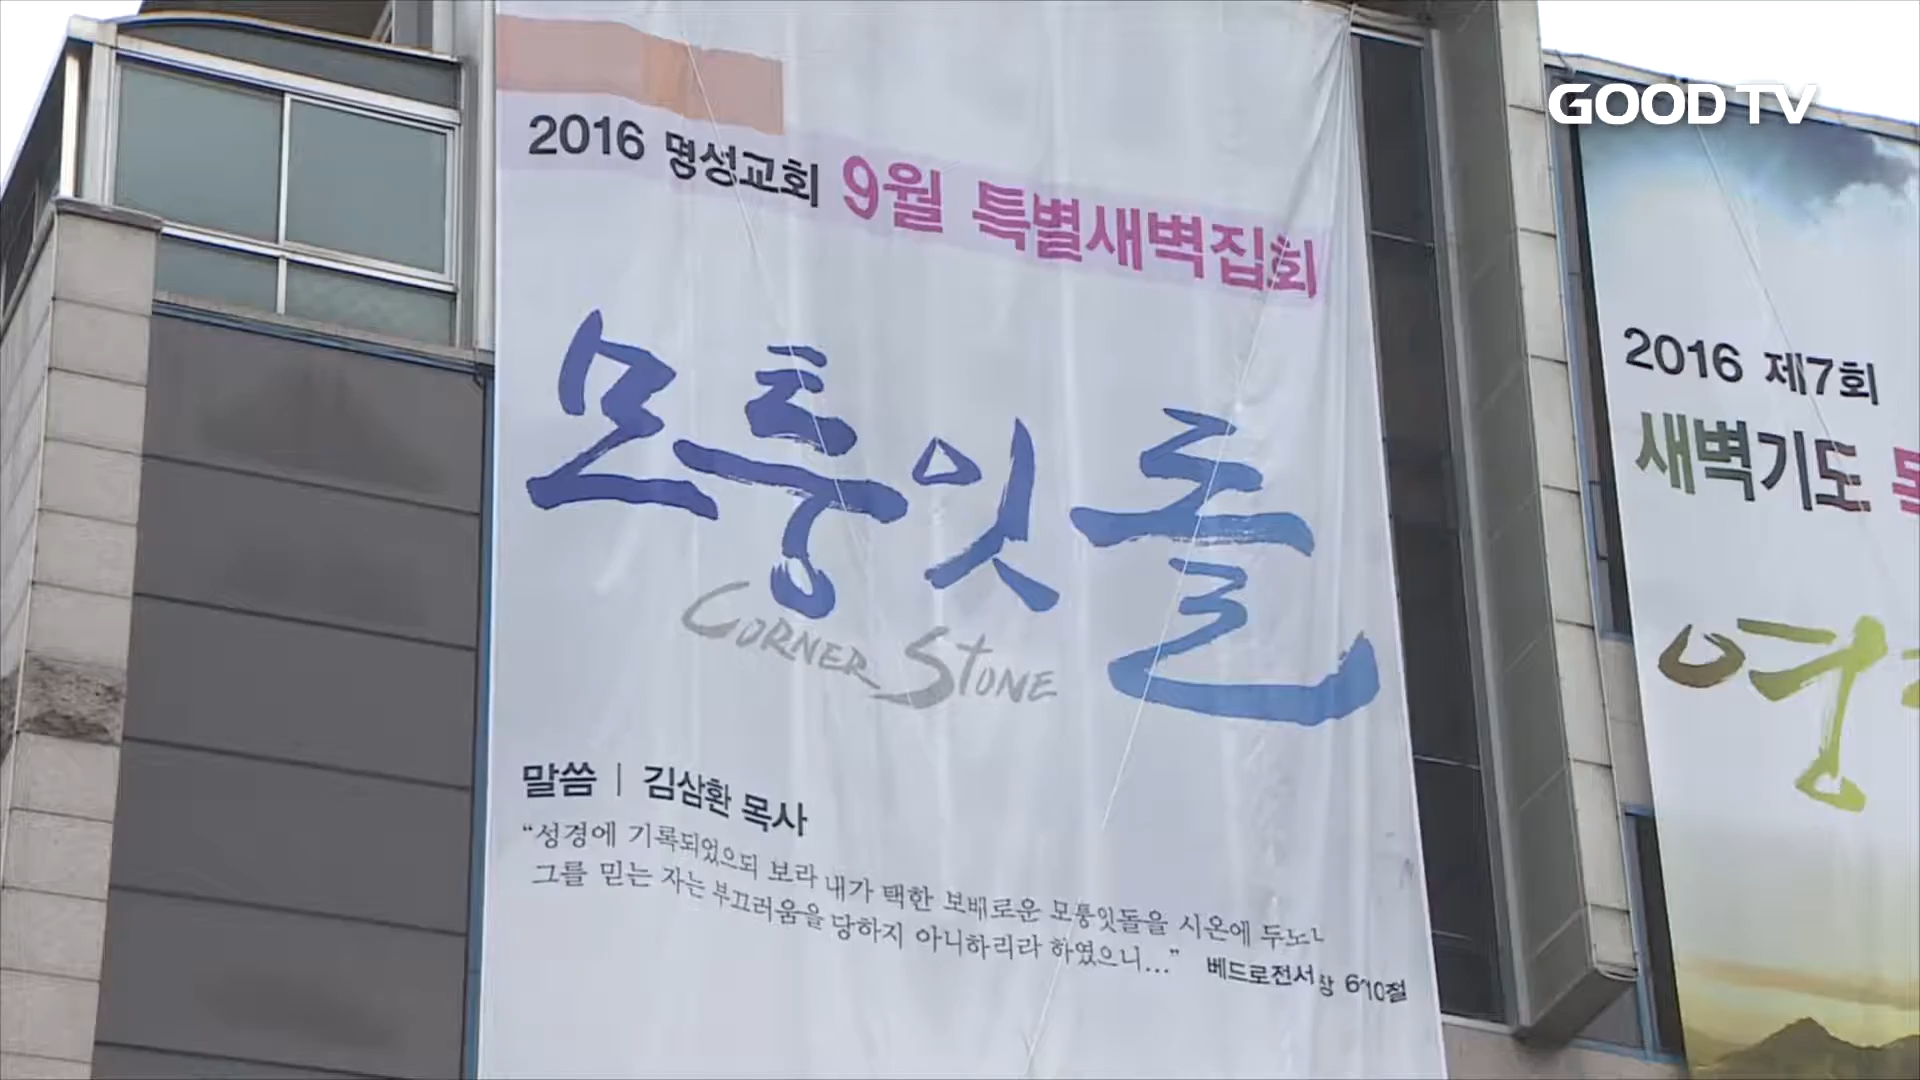 GOOD TV
2016 명성교회 9월 특별새벽집회
모퉁잇돌
CORNER STONE
말씀 | 김삼환 목사
“성경에 기록되었으되 보라 내가 택한 보배로운 모퉁잇돌을 시온에 두노니
그를 믿는 자는 부끄러움을 당하지 아니하리라 하였으니...” 베드로전서 장 6~10절
2016 제7회
새벽기도
영